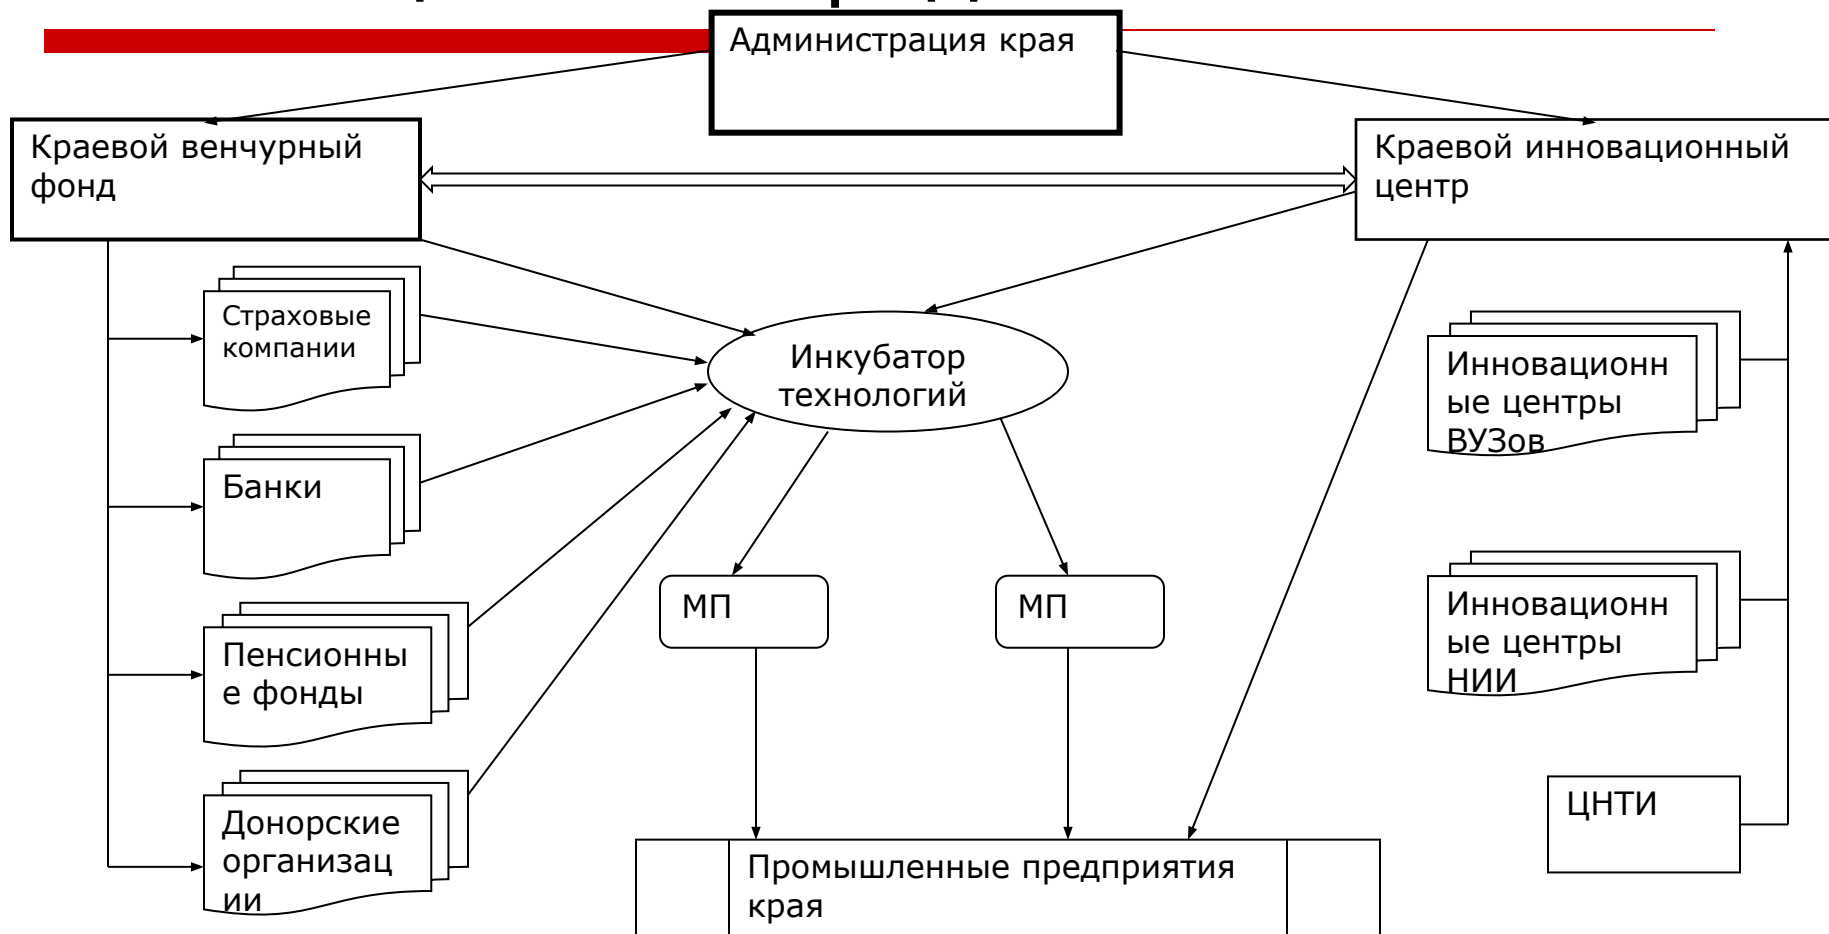 Администрация края
Краевой венчурный
фонд
Краевой инновационный
центр
Страховые
компании
Инкубатор
технологий
Инновационн
ые центры
ВУЗов
Банки
МП
МП
Инновационн
ые центры
НИИ
Пенсионны
е фонды
Донорские
организац
ии
ЦНТИ
Промышленные предприятия
края